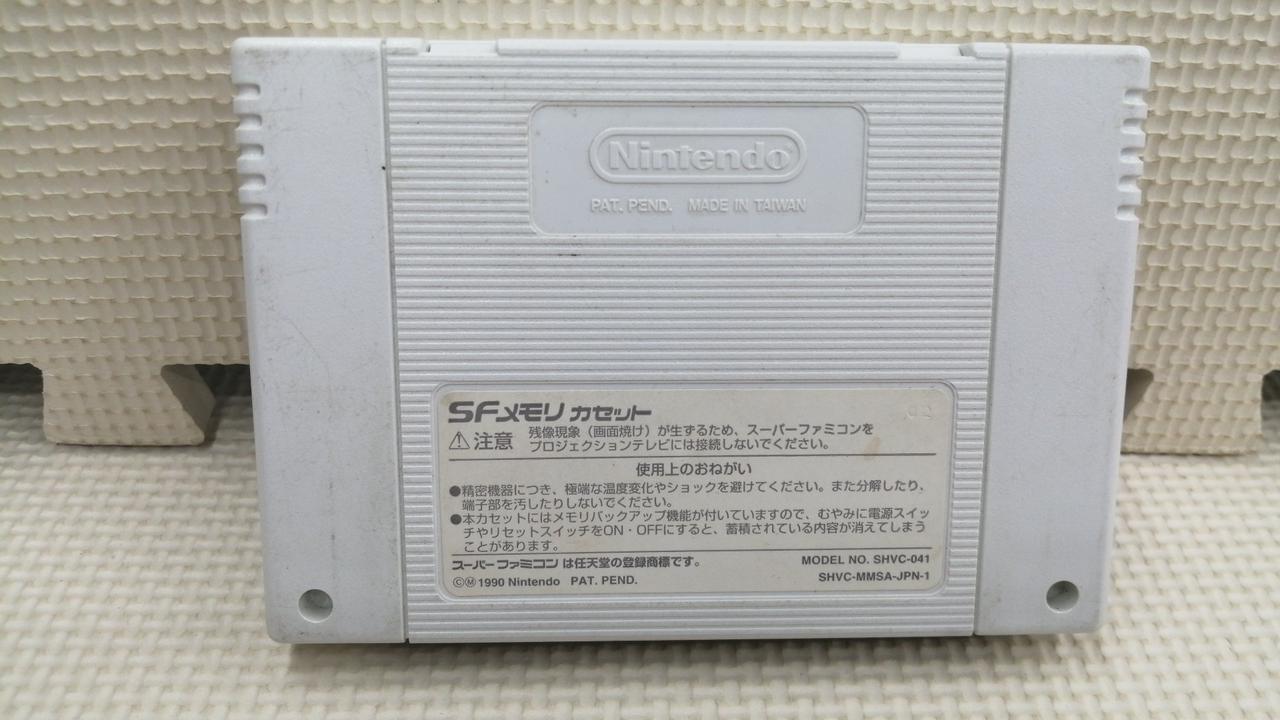 Nintendo
PAT. PEND. MADE IN TAIWAN
SFメモリ カセット
注意 残像現象（画面焼け）が生ずるため、スーパーファミコンを
プロジェクションテレビには接続しないでください。
使用上のおねがい
●精密機器につき、極端な温度変化やショックを避けてください。また分解したり、
端子部を汚したりしないでください。
●本カセットにはメモリバックアップ機能が付いていますので、むやみに電源スイッ
チやリセットスイッチをON・OFFにすると、蓄積されている内容が消えてしまう
ことがあります。
スーパーファミコン は任天堂の登録商標です。 MODEL NO. SHVC-041
ⒸⓂ1990 Nintendo PAT. PEND. SHVC-MMSA-JPN-1